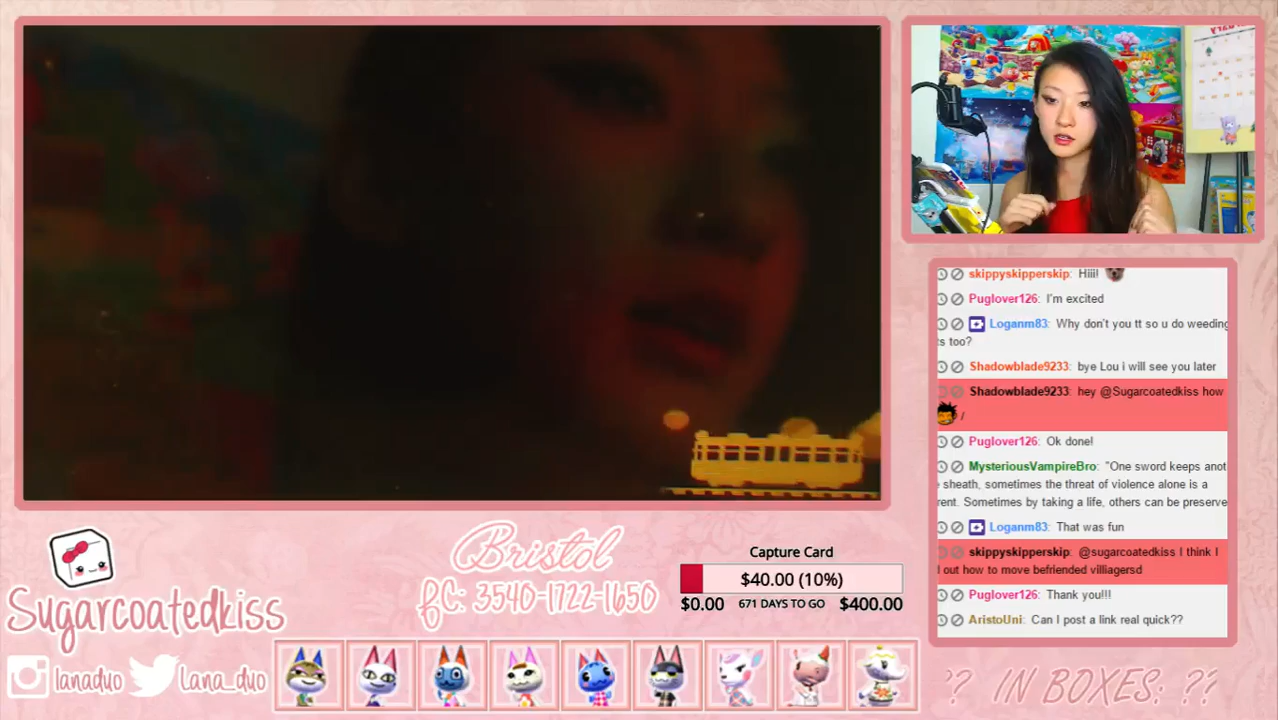 skippyskipperskip: Hiii!
Puglover126: I'm excited
Loganm83: Why don't you tt so u do weeding
s too?
Shadowblade9233: bye Lou i will see you later
Shadowblade9233: hey @Sugarcoatedkiss how
/
Puglover126: Ok done!
MysteriousVampireBro: "One sword keeps anot
e sheath, sometimes the threat of violence alone is a
rent. Sometimes by taking a life, others can be preserve
Loganm83: That was fun
skippyskipperskip: @sugarcoatedkiss I think I
l out how to move befriended villiagersd
Puglover126: Thank you!!!
AristoUni: Can I post a link real quick??
Sugarcoatedkiss
lanaduo Lana_duo
Bristol
fC: 3540-1722-1650
Capture Card
$40.00 (10%)
$0.00 671 DAYS TO GO $400.00
?? IN BOXES: ??